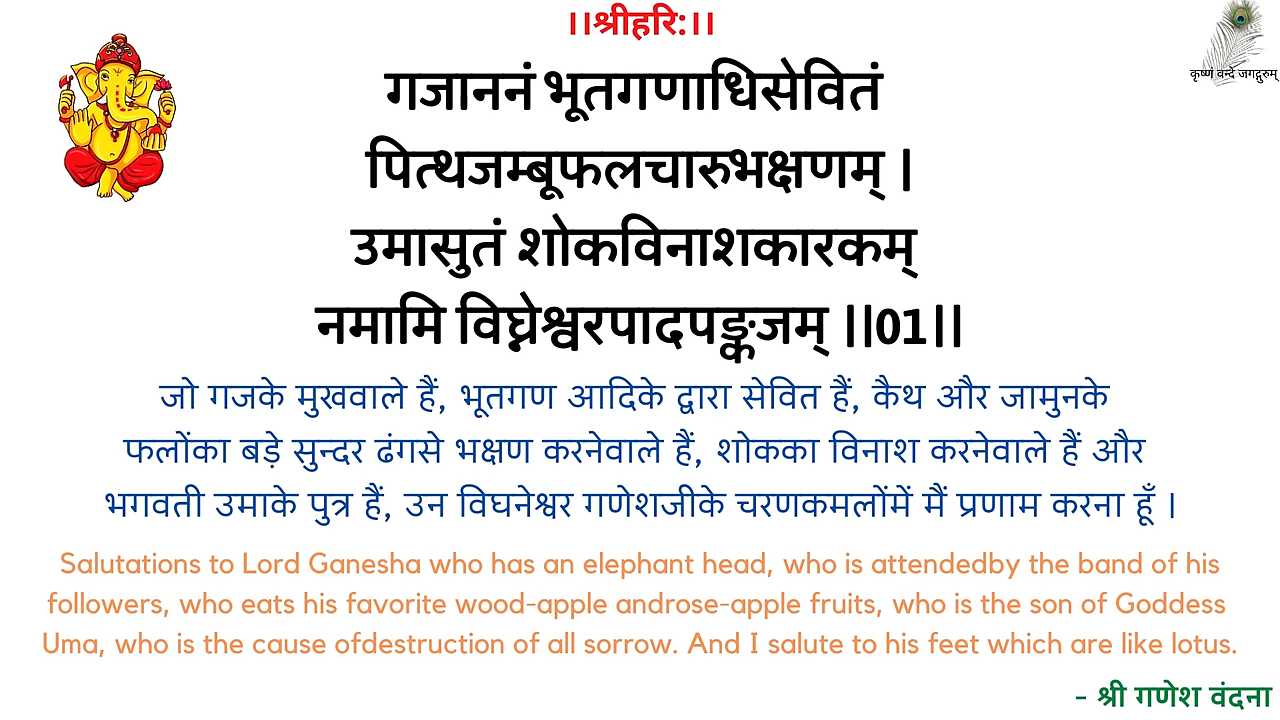 ।।श्रीहरि:।।
कृष्णं वन्दे जगद्गुरुम्
गजाननं भूतगणाधिसेवितं
पित्थजम्बूफलचारुभक्षणम् ।
उमासुतं शोकविनाशकारकम्
नमामि विघ्नेश्वरपादपङ्कजम् ।।01।।
जो गजके मुखवाले हैं, भूतगण आदिके द्वारा सेवित हैं, कैथ और जामुनके
फलोंका बड़े सुन्दर ढंगसे भक्षण करनेवाले हैं, शोकका विनाश करनेवाले हैं और
भगवती उमाके पुत्र हैं, उन विघनेश्वर गणेशजीके चरणकमलोंमें मैं प्रणाम करना हूँ ।
Salutations to Lord Ganesha who has an elephant head, who is attendedby the band of his
followers, who eats his favorite wood-apple androse-apple fruits, who is the son of Goddess
Uma, who is the cause ofdestruction of all sorrow. And I salute to his feet which are like lotus.
- श्री गणेश वंदना